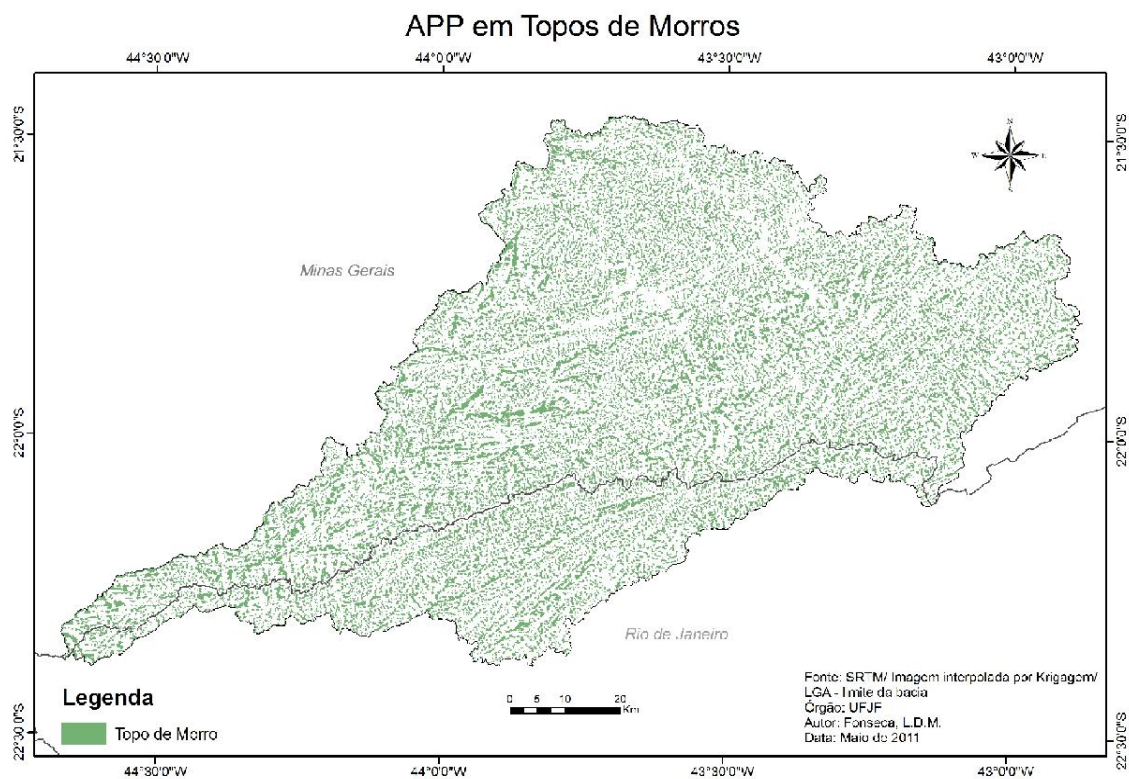 APP em Topos de Morros
44°30'0"W 44°0'0"W 43°30'0"W 43°0'0"W
21°30'0"S 21°30'0"S
N
W E
S
Minas Gerais
22°0'0"S 22°0'0"S
Rio de Janeiro
Legenda
Topo de Morro
0 5 10 20
Km
Fonte: SRTM/ Imagem interpolada por Krigagem/
LGA - limite da bacia
Órgão: UFJF
Autor: Fonseca, L.D.M.
Data: Maio de 2011
22°30'0"S 22°30'0"S
44°30'0"W 44°0'0"W 43°30'0"W 43°0'0"W